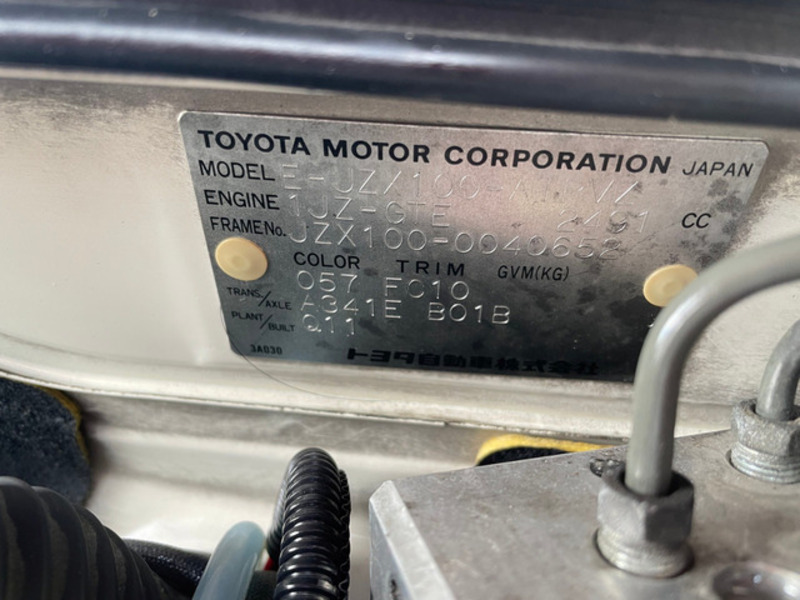 TOYOTA MOTOR CORPORATION JAPAN
MODEL
ENGINE 1JZ-GTE 2491 CC
FRAME No. JZX100-0040652
COLOR TRIM GVM(KG)
057 FC10
TRANS./AXLE A341E B01B
PLANT/BUILT Q11
3A030
トヨタ自動車株式会社